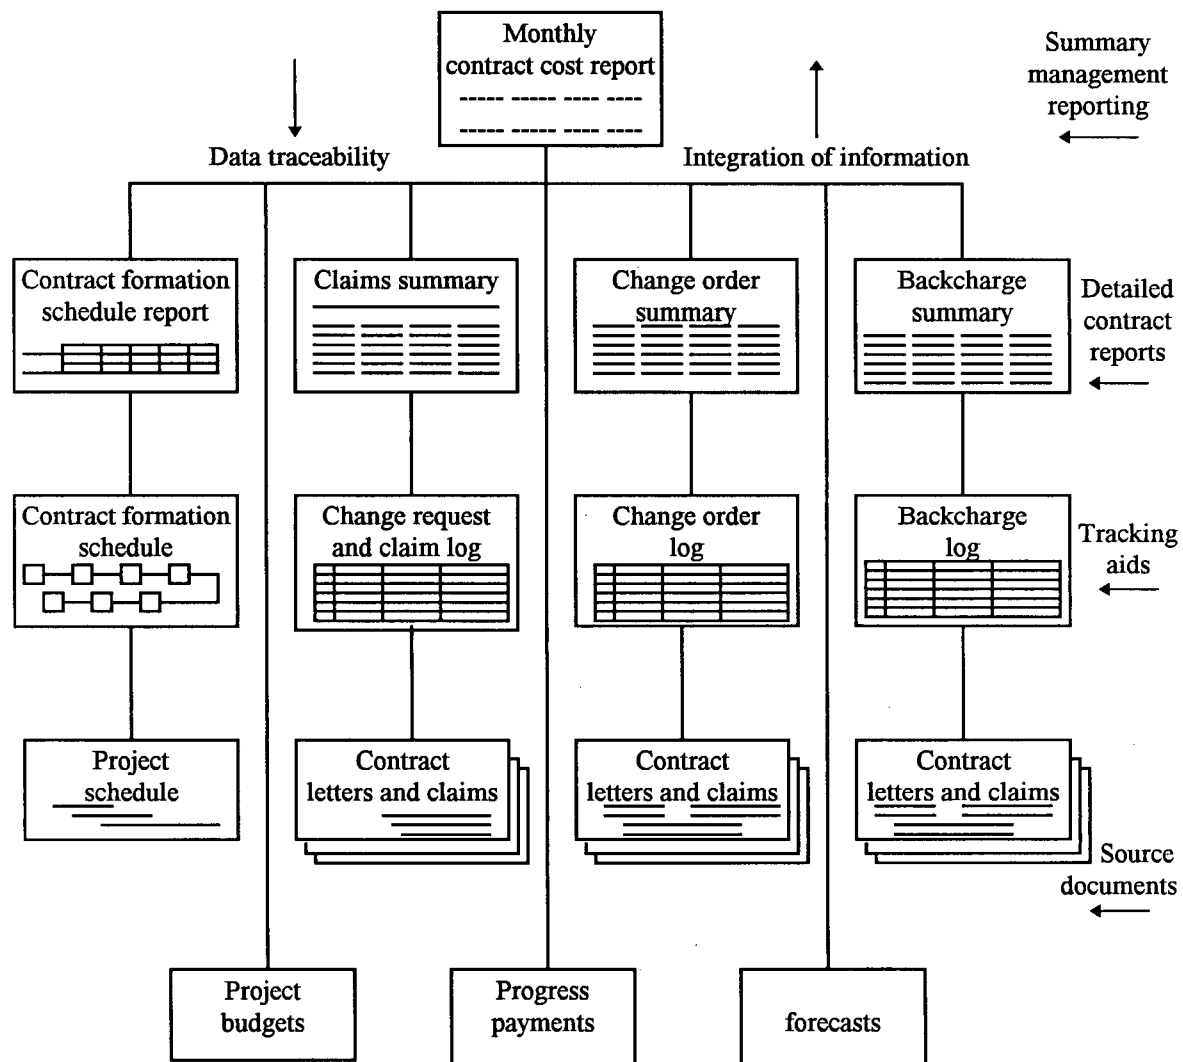 Monthly
contract cost report
Summary
management
reporting
Data traceability
Integration of information
Contract formation
schedule report
Claims summary
Change order
summary
Backcharge
summary
Detailed
contract
reports
Contract formation
schedule
Change request
and claim log
Change order
log
Backcharge
log
Tracking
aids
Project
schedule
Contract
letters and claims
Contract
letters and claims
Contract
letters and claims
Source
documents
Project
budgets
Progress
payments
forecasts